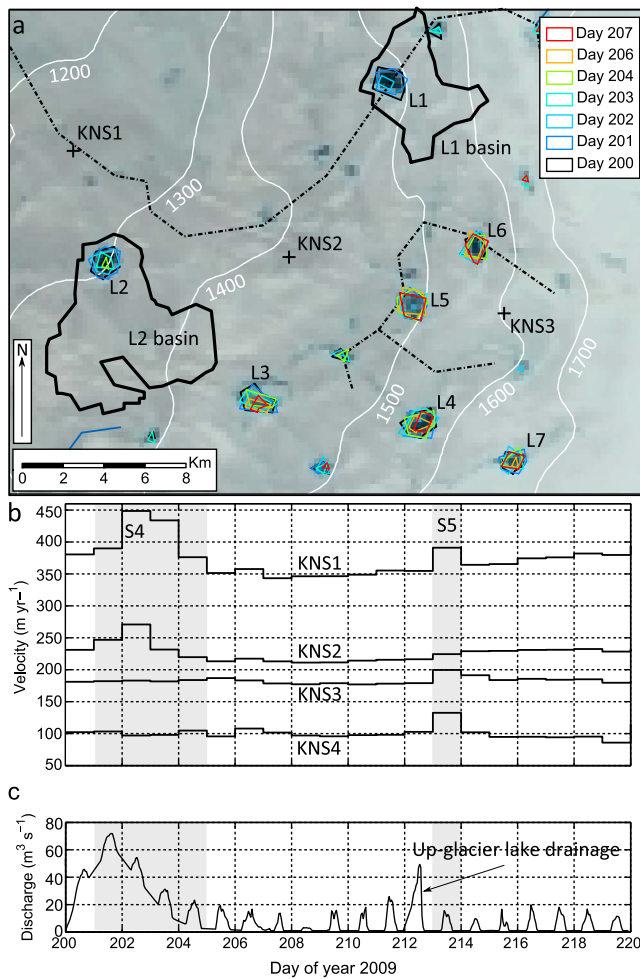 a
Day 207
Day 206
Day 204
Day 203
Day 202
Day 201
Day 200
1200
KNS1
L1
L1 basin
1300
L6
KNS2
L2
1400
L5
KNS3
L2 basin
1700
L3
1500
L4
1600
N
L7
Km
0 2 4 6 8
b
450
400
350
300
250
200
150
100
50
Velocity (m yr−1)
S4
S5
KNS1
KNS2
KNS3
KNS4
c
80
60
40
20
0
Discharge (m3 s−1)
Up-glacier lake drainage
200 202 204 206 208 210 212 214 216 218 220
Day of year 2009